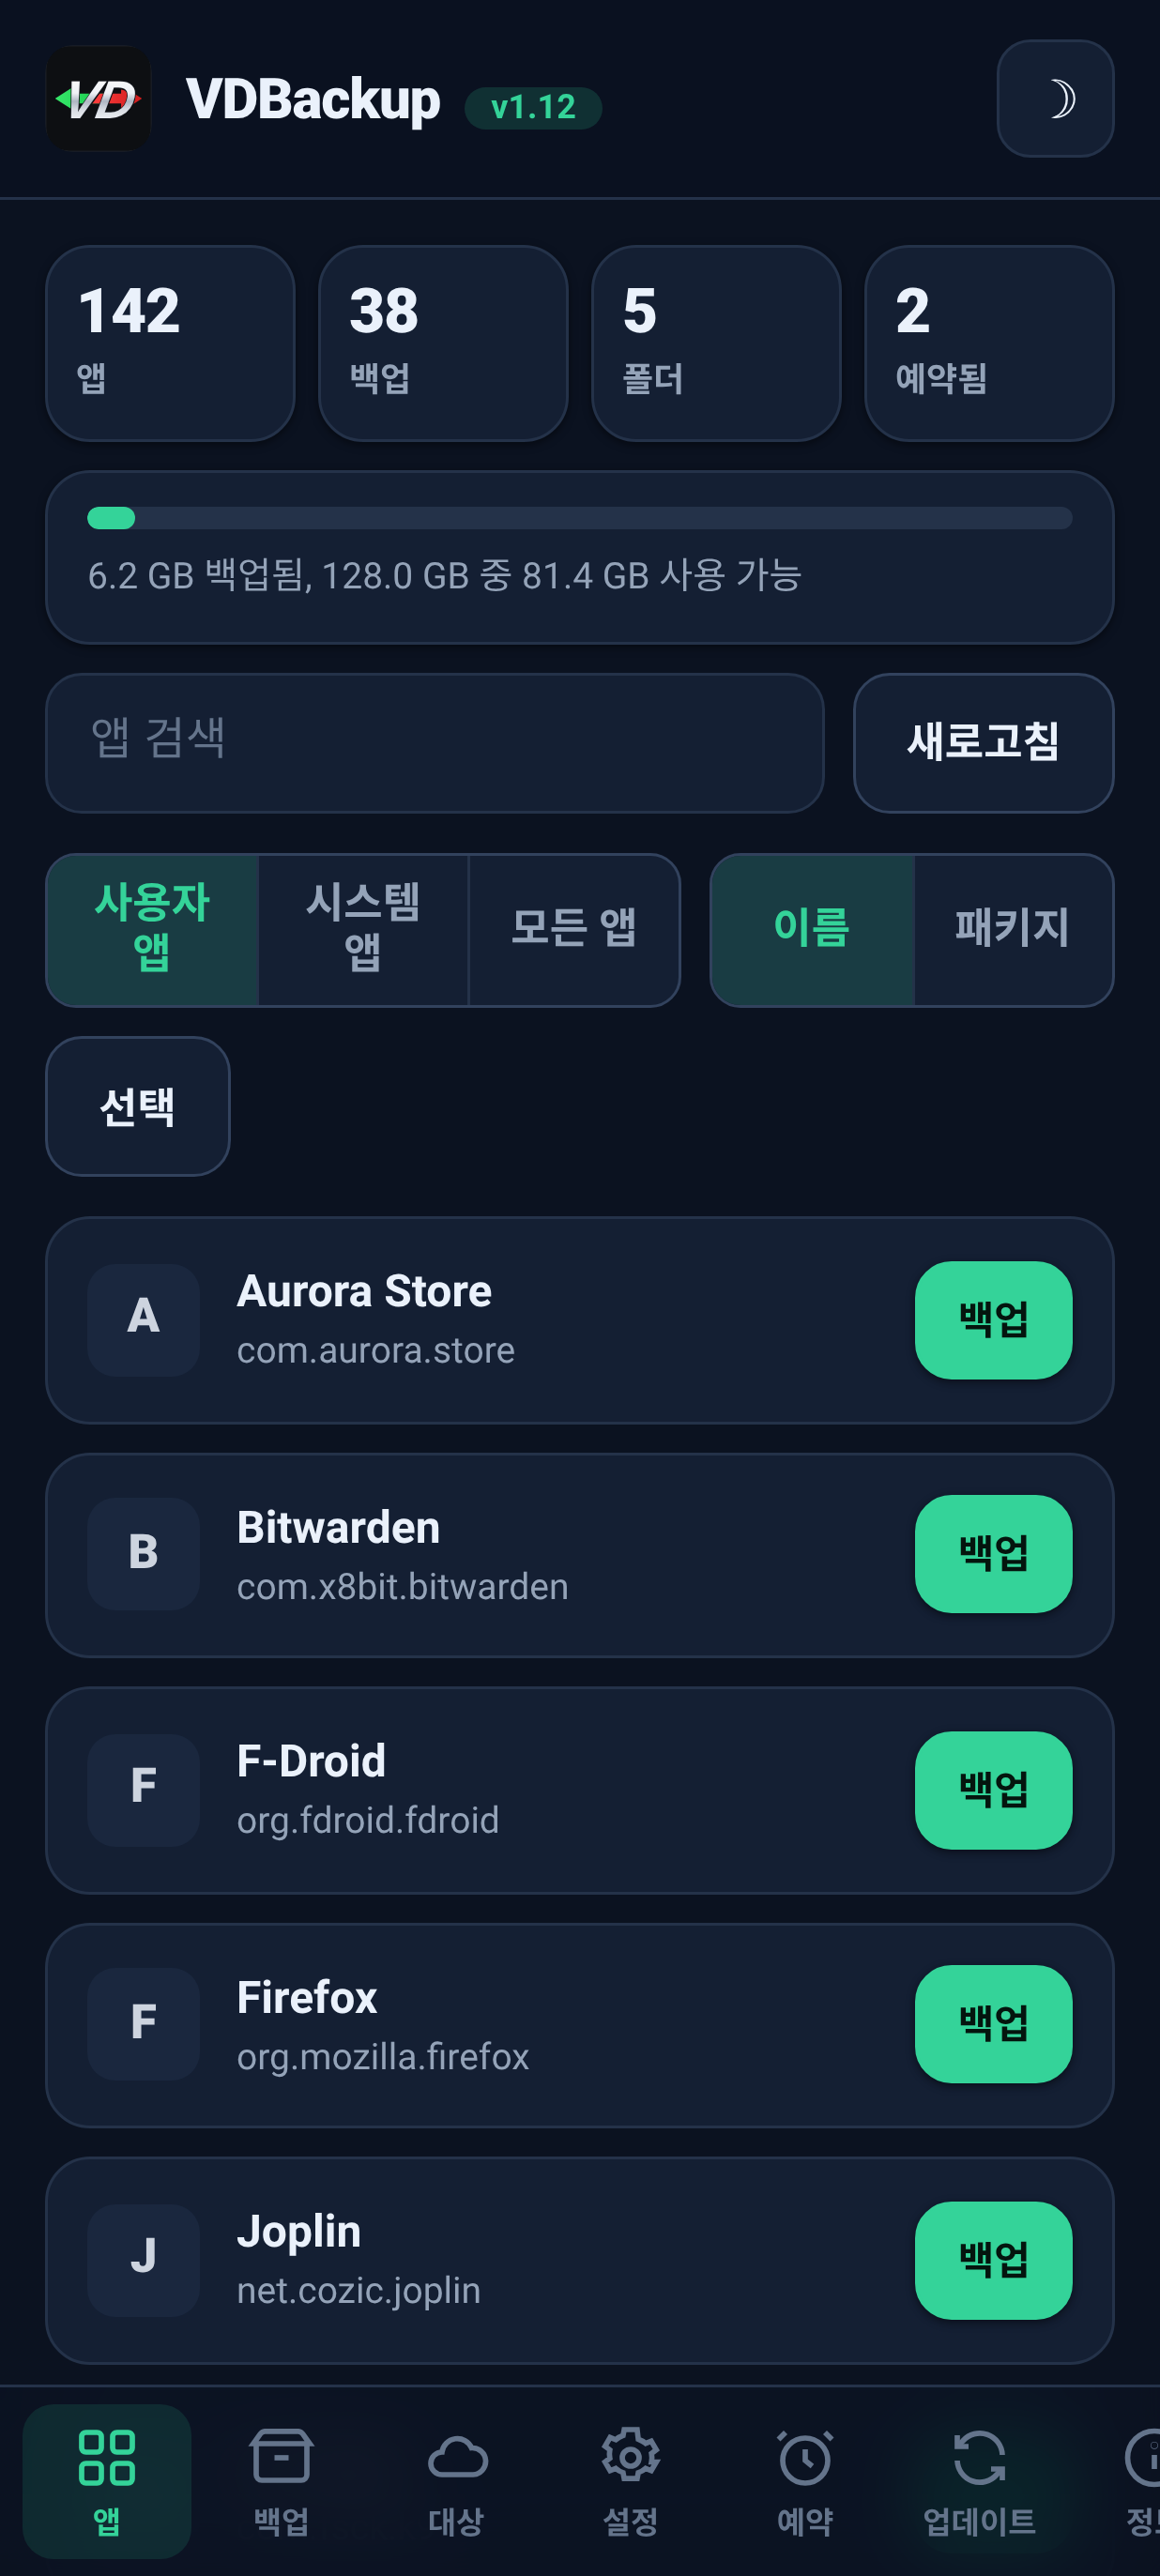 VD
VDBackup v1.12
142
앱
38
백업
5
폴더
2
예약됨
6.2 GB 백업됨, 128.0 GB 중 81.4 GB 사용 가능
앱 검색
새로고침
사용자
앱
시스템
앱
모든 앱
이름
패키지
선택
A
Aurora Store
com.aurora.store
백업
B
Bitwarden
com.x8bit.bitwarden
백업
F
F-Droid
org.fdroid.fdroid
백업
F
Firefox
org.mozilla.firefox
백업
J
Joplin
net.cozic.joplin
백업
앱
백업
대상
설정
예약
업데이트